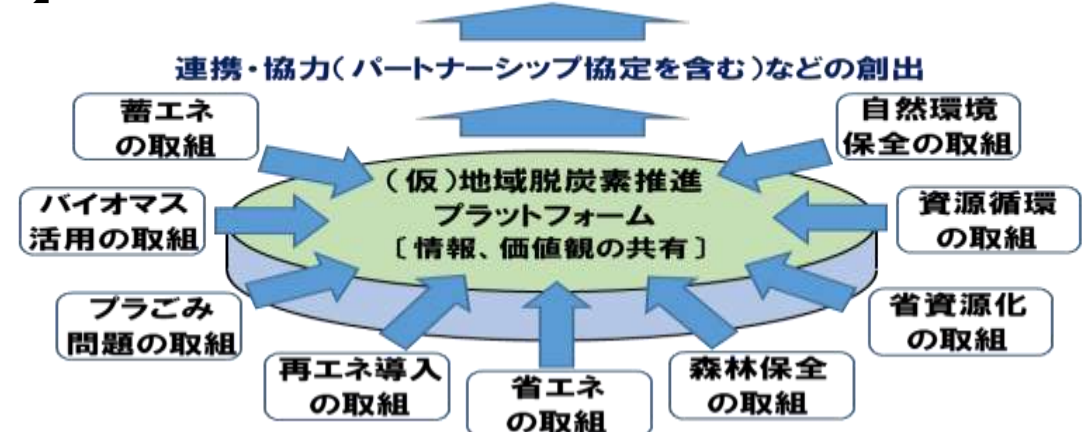 連携・協力(パートナーシップ協定を含む)などの創出
蓄エネ
の取組
自然環境
保全の取組
(仮)地域脱炭素推進
プラットフォーム
〔情報、価値観の共有〕
バイオマス
活用の取組
資源循環
の取組
プラごみ
問題の取組
省資源化
の取組
再エネ導入
の取組
省エネ
の取組
森林保全
の取組